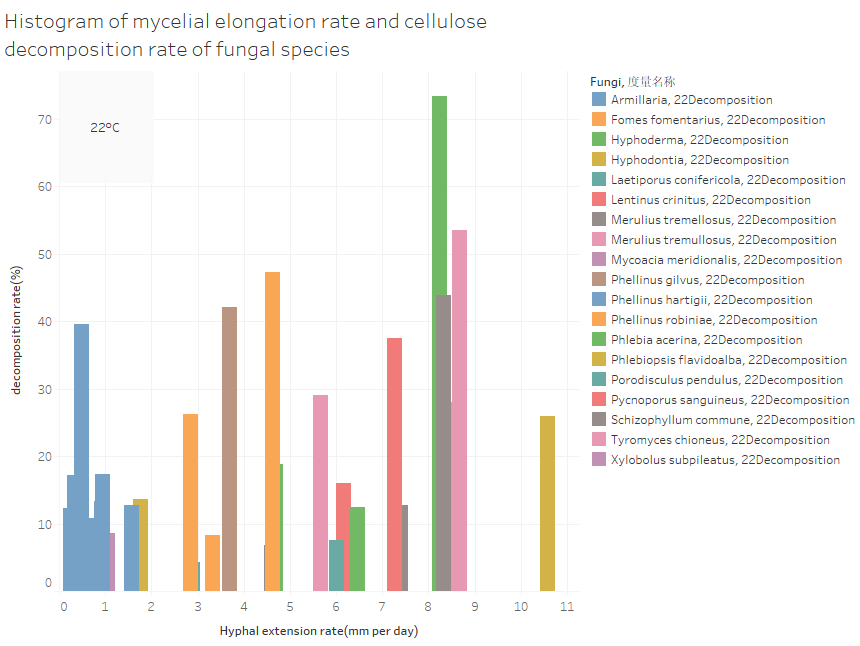 Histogram of mycelial elongation rate and cellulose
decomposition rate of fungal species
22°C
Fungi, 度量名称
Armillaria, 22Decomposition
Fomes fomentarius, 22Decomposition
Hyphoderma, 22Decomposition
Hyphodontia, 22Decomposition
Laetiporus conifericola, 22Decomposition
Lentinus crinitus, 22Decomposition
Merulius tremellosus, 22Decomposition
Merulius tremullosus, 22Decomposition
Mycoacia meridionalis, 22Decomposition
Phellinus gilvus, 22Decomposition
Phellinus hartigii, 22Decomposition
Phellinus robiniae, 22Decomposition
Phlebia acerina, 22Decomposition
Phlebiopsis flavidoalba, 22Decomposition
Porodisculus pendulus, 22Decomposition
Pycnoporus sanguineus, 22Decomposition
Schizophyllum commune, 22Decomposition
Tyromyces chioneus, 22Decomposition
Xylobolus subpileatus, 22Decomposition
decomposition rate(%)
70
60
50
40
30
20
10
0
0 1 2 3 4 5 6 7 8 9 10 11
Hyphal extension rate(mm per day)